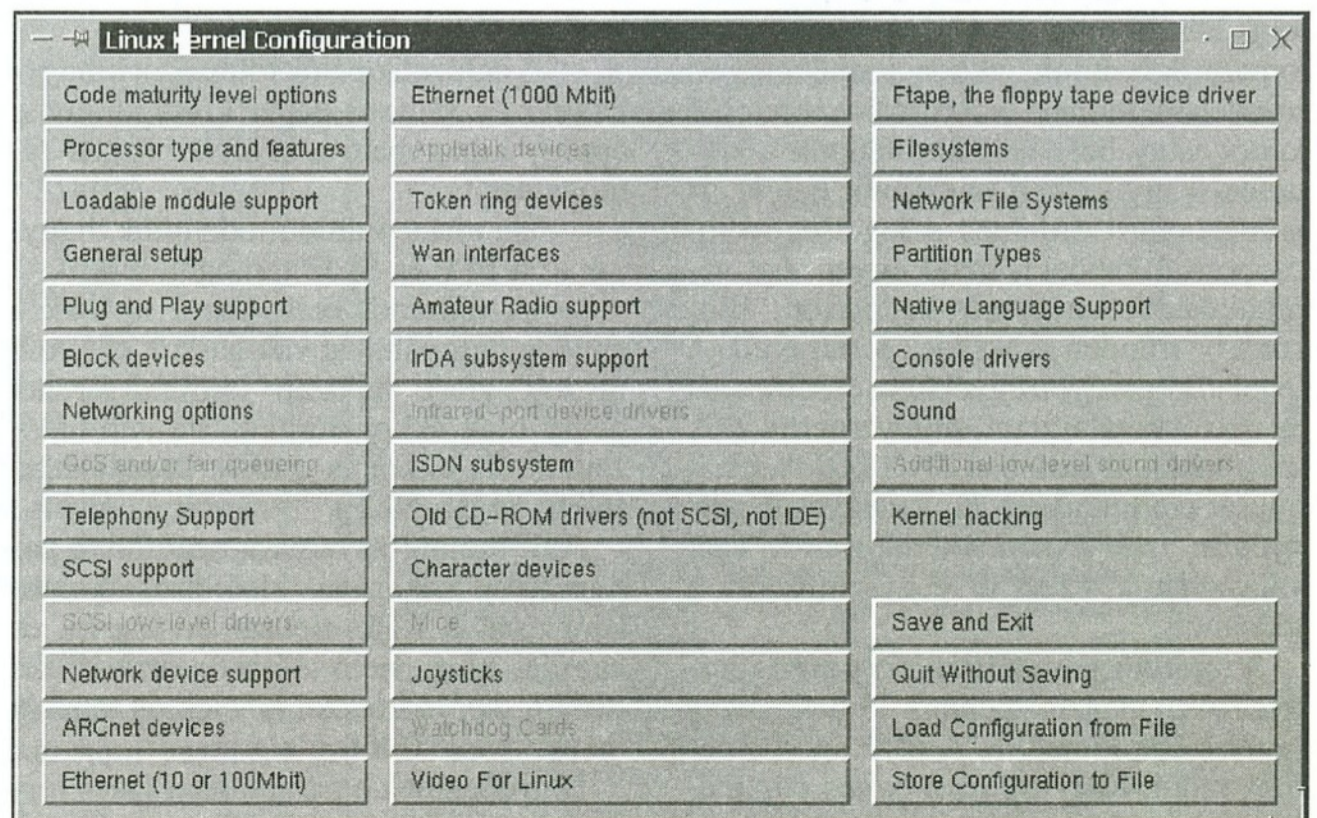 Linux Kernel Configuration
Code maturity level options
Processor type and features
Loadable module support
General setup
Plug and Play support
Block devices
Networking options
QoS and/or fair queueing
Telephony Support
SCSI support
SCSI low-level drivers
Network device support
ARCnet devices
Ethernet (10 or 100Mbit)
Ethernet (1000 Mbit)
Appletalk devices
Token ring devices
Wan interfaces
Amateur Radio support
IrDA subsystem support
Infrared-port device drivers
ISDN subsystem
Old CD-ROM drivers (not SCSI, not IDE)
Character devices
Mice
Joysticks
Watchdog Cards
Video For Linux
Ftape, the floppy tape device driver
Filesystems
Network File Systems
Partition Types
Native Language Support
Console drivers
Sound
Additional low level sound drivers
Kernel hacking
Save and Exit
Quit Without Saving
Load Configuration from File
Store Configuration to File